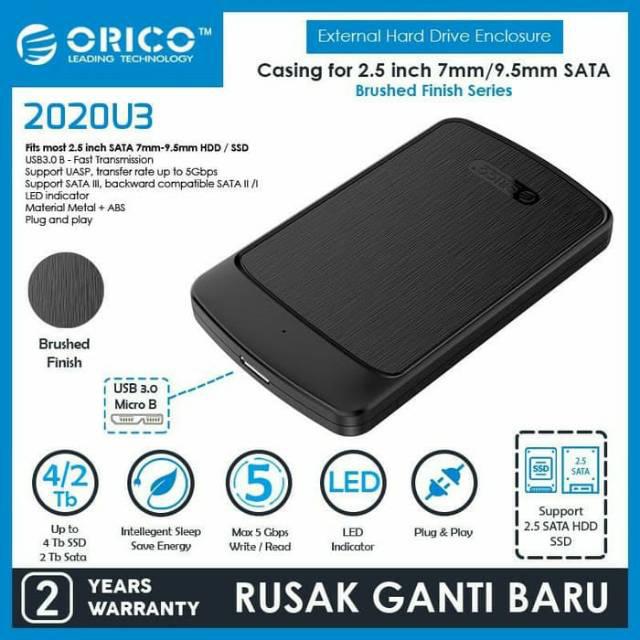 ORICO™
LEADING TECHNOLOGY
External Hard Drive Enclosure
Casing for 2.5 inch 7mm/9.5mm SATA
Brushed Finish Series
2020U3
Fits most 2.5 inch SATA 7mm-9.5mm HDD / SSD
USB3.0 B - Fast Transmission
Support UASP, transfer rate up to 5Gbps
Support SATA III, backward compatible SATA II /I
LED indicator
Material Metal + ABS
Plug and play
ORICO
Brushed
Finish
USB 3.0
Micro B
4/2
Tb
Up to
4 Tb SSD
2 Tb Sata
Intellegent Sleep
Save Energy
5
Max 5 Gbps
Write / Read
LED
LED
Indicator
Plug & Play
SSD
2.5
SATA
Support
2.5 SATA HDD
SSD
2 YEARS
WARRANTY
RUSAK GANTI BARU